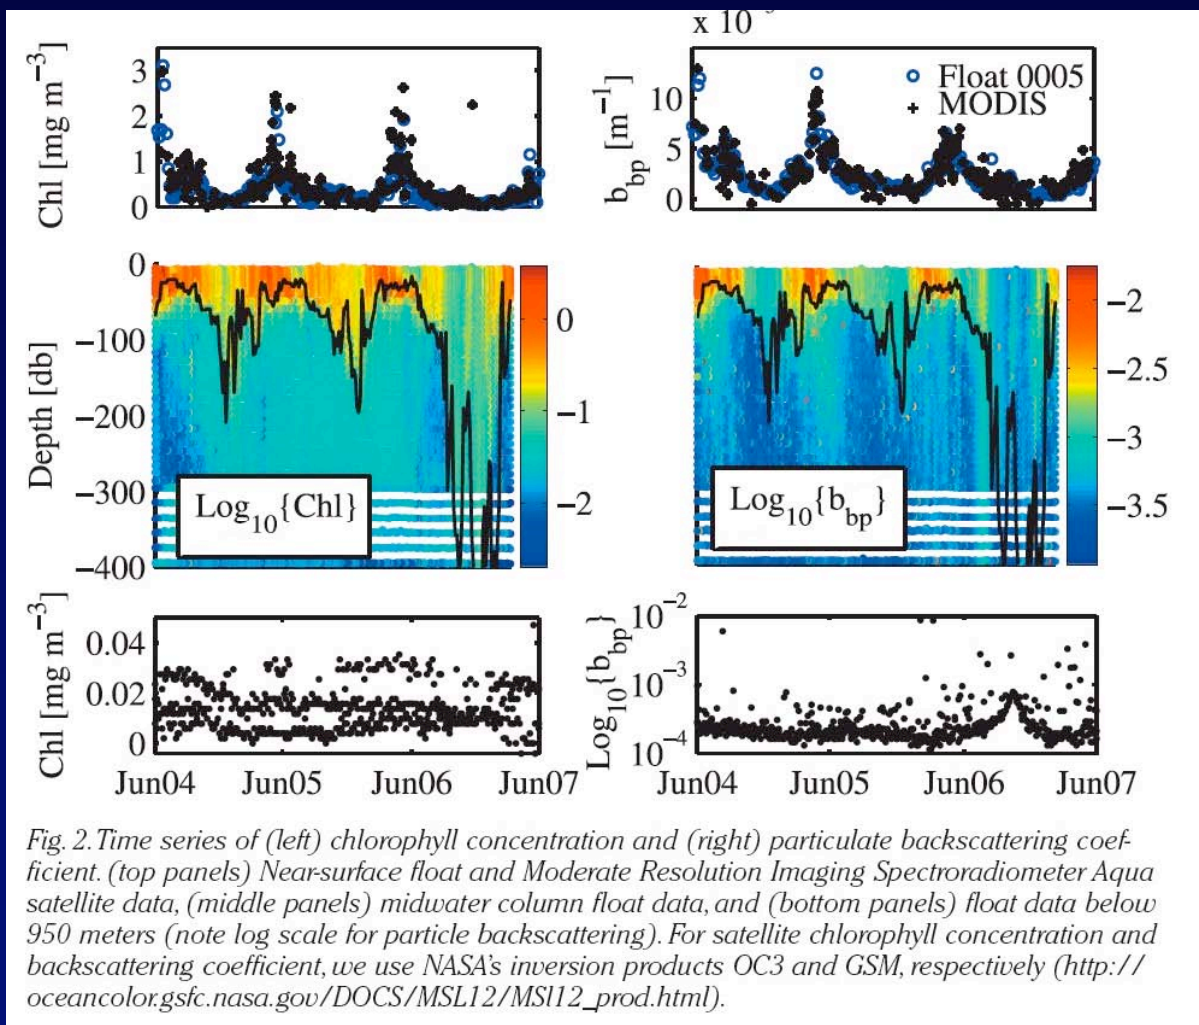 x 10
Chl [mg m−3]
3
2
1
0
bbp [m−1]
10
5
0
Float 0005
MODIS
Depth [db]
0
−100
−200
−300
−400
Log10{Chl}
0
−1
−2
Log10{bbp}
−2
−2.5
−3
−3.5
Chl [mg m−3]
0.04
0.02
0
Jun04 Jun05 Jun06 Jun07
Log10{bbp}
10−2
10−3
10−4
Jun04 Jun05 Jun06 Jun07
Fig. 2. Time series of (left) chlorophyll concentration and (right) particulate backscattering coef-
ficient. (top panels) Near-surface float and Moderate Resolution Imaging Spectroradiometer Aqua
satellite data, (middle panels) midwater column float data, and (bottom panels) float data below
950 meters (note log scale for particle backscattering). For satellite chlorophyll concentration and
backscattering coefficient, we use NASA's inversion products OC3 and GSM, respectively (http://
oceancolor.gsfc.nasa.gov/DOCS/MSL12/MSl12_prod.html).